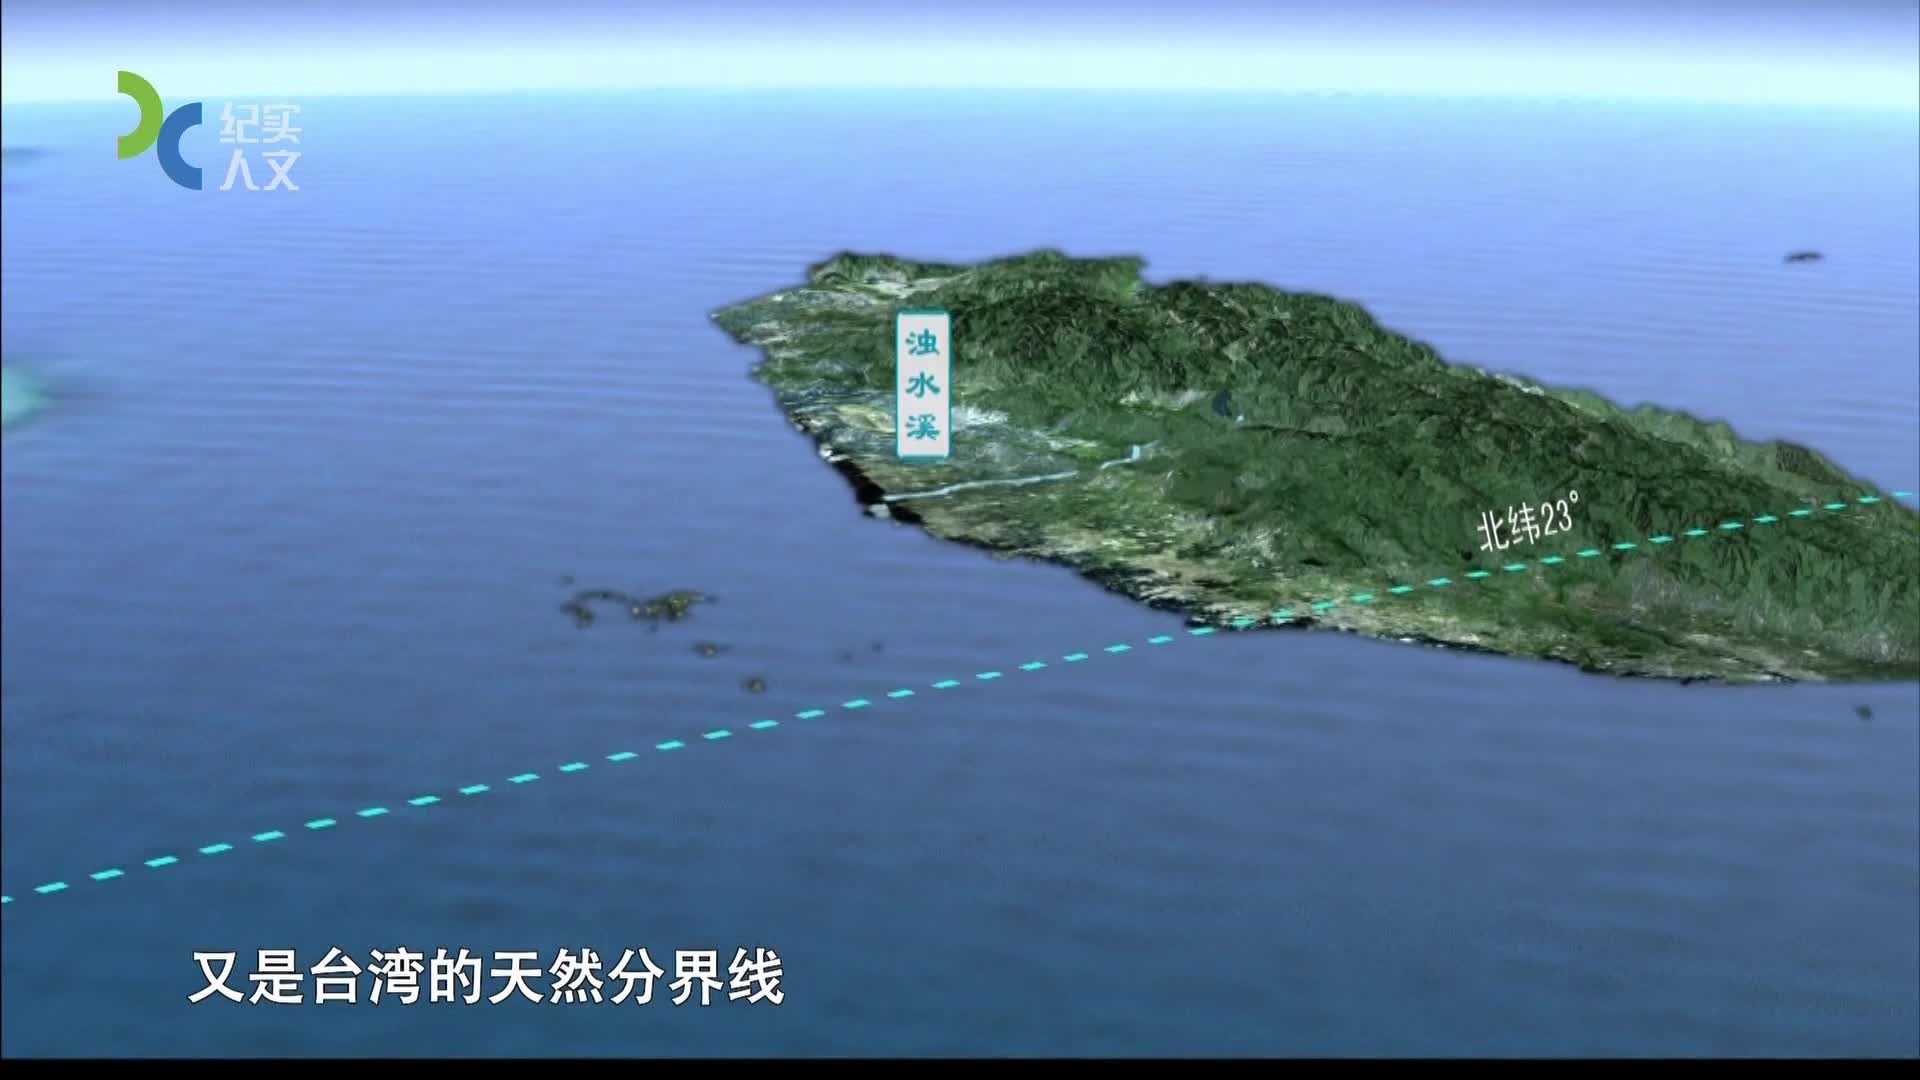 纪实
人文
浊水溪
北纬23°
又是台湾的天然分界线